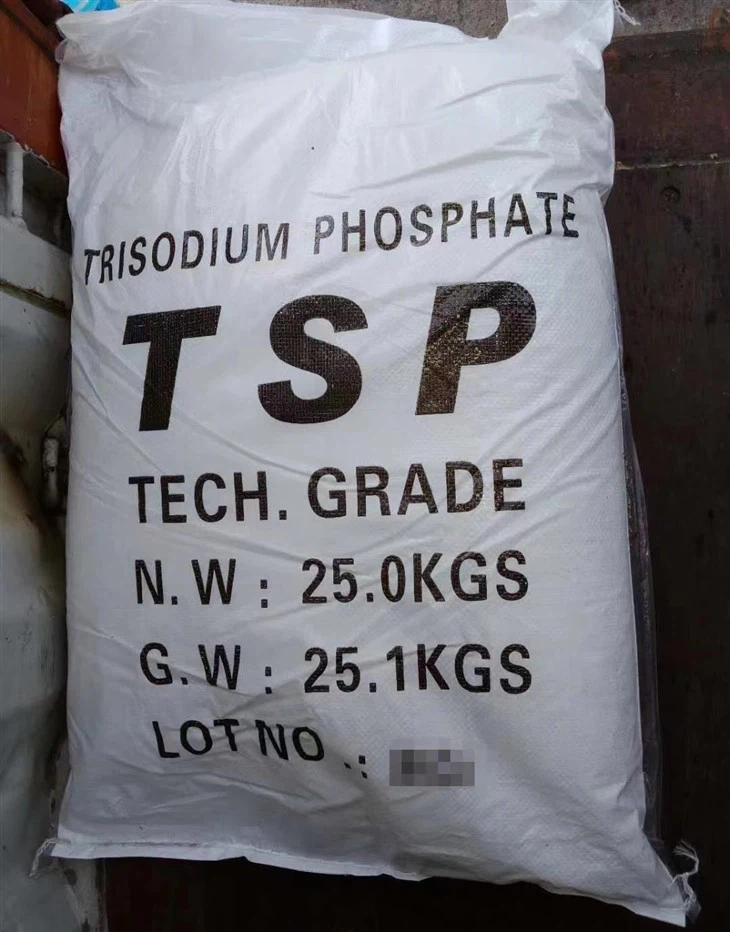 TRISODIUM PHOSPHATE
TSP
TECH. GRADE
N.W: 25.0KGS
G.W: 25.1KGS
LOT NO.: